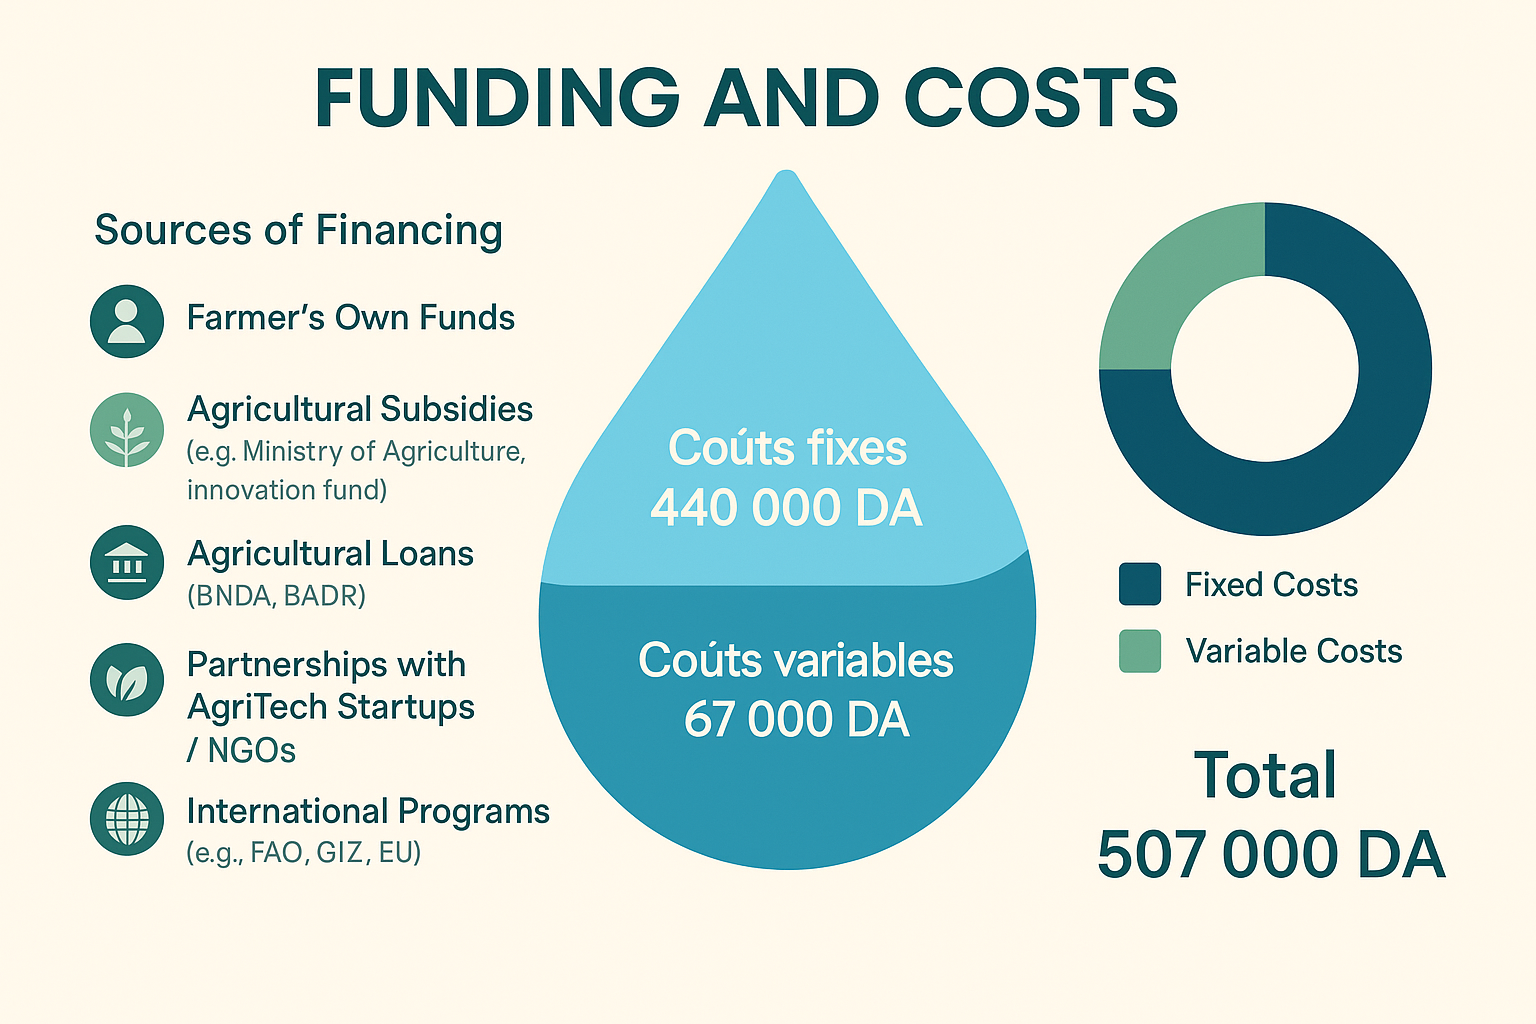 FUNDING AND COSTS
Sources of Financing
Farmer’s Own Funds
Agricultural Subsidies
(e.g. Ministry of Agriculture,
innovation fund)
Agricultural Loans
(BNDA, BADR)
Partnerships with
AgriTech Startups
/ NGOs
International Programs
(e.g., FAO, GIZ, EU)
Coúts fixes
440 000 DA
Coúts variables
67 000 DA
Fixed Costs
Variable Costs
Total
507 000 DA